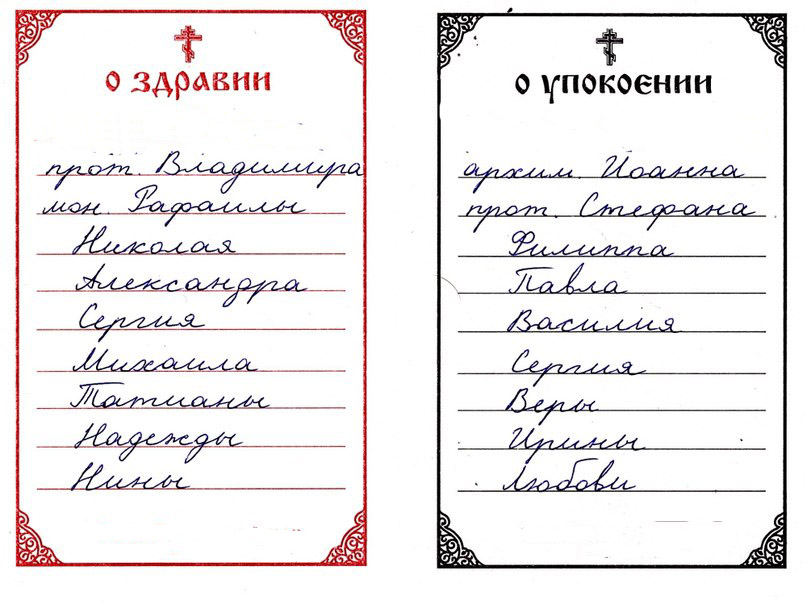 О ЗДРАВИИ
прот. Владимира
мон. Рафаилы
Николая
Александра
Сергия
Михаила
Татианы
Надежды
Нины
О УПОКОЕНИИ
архим. Иоанна
прот. Стефана
Филиппа
Павла
Василия
Сергия
Веры
Ирины
Любови